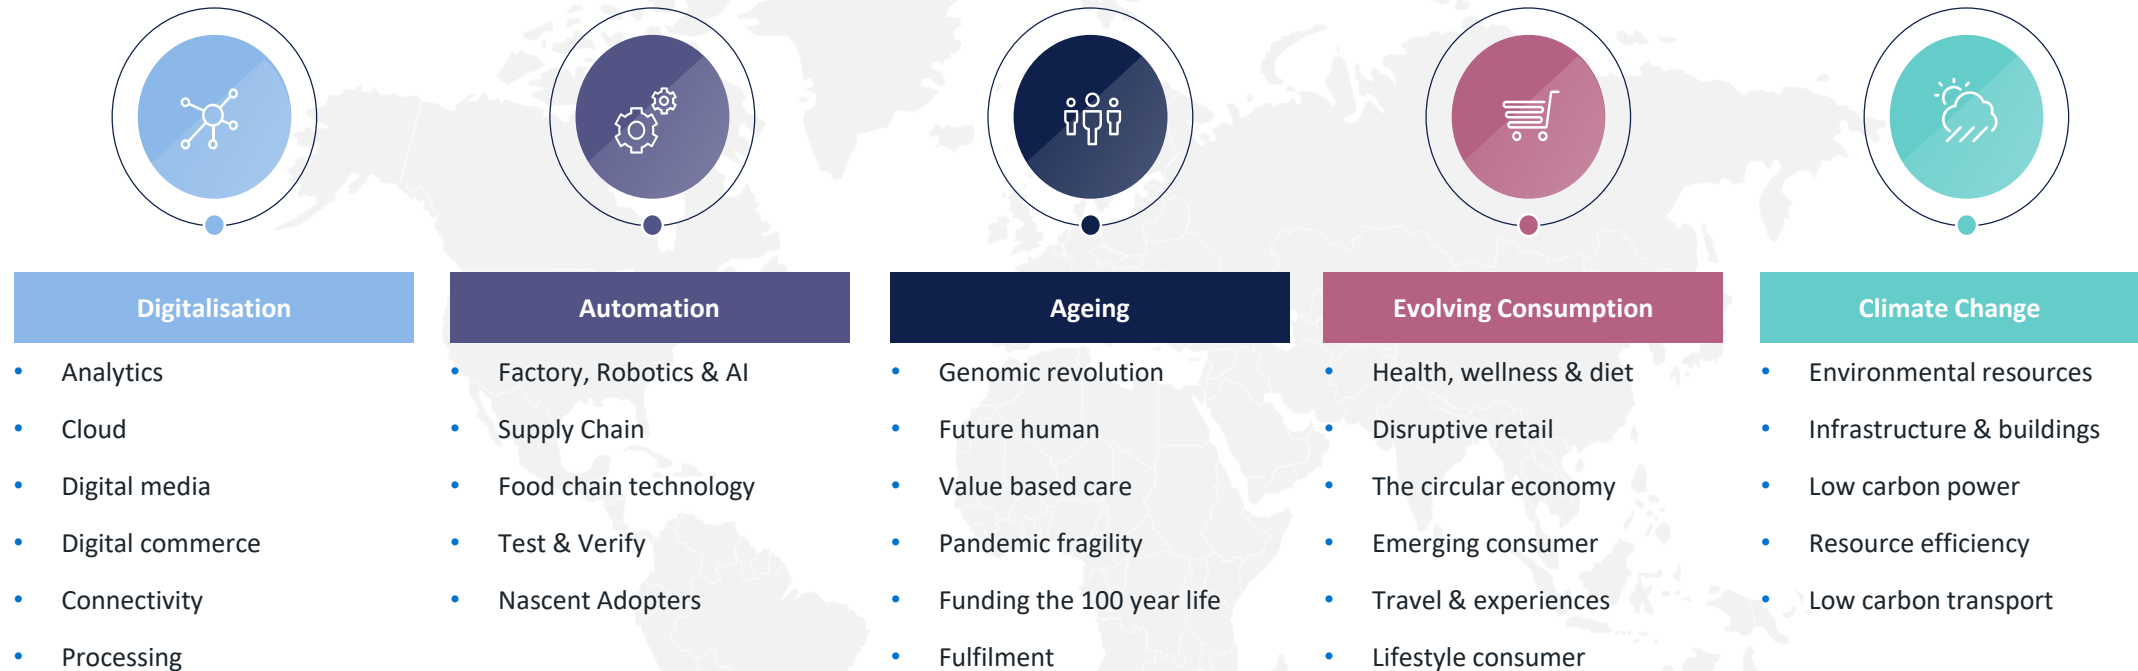 Digitalisation
• Analytics
• Cloud
• Digital media
• Digital commerce
• Connectivity
• Processing
Automation
• Factory, Robotics & AI
• Supply Chain
• Food chain technology
• Test & Verify
• Nascent Adopters
Ageing
• Genomic revolution
• Future human
• Value based care
• Pandemic fragility
• Funding the 100 year life
• Fulfilment
Evolving Consumption
• Health, wellness & diet
• Disruptive retail
• The circular economy
• Emerging consumer
• Travel & experiences
• Lifestyle consumer
Climate Change
• Environmental resources
• Infrastructure & buildings
• Low carbon power
• Resource efficiency
• Low carbon transport